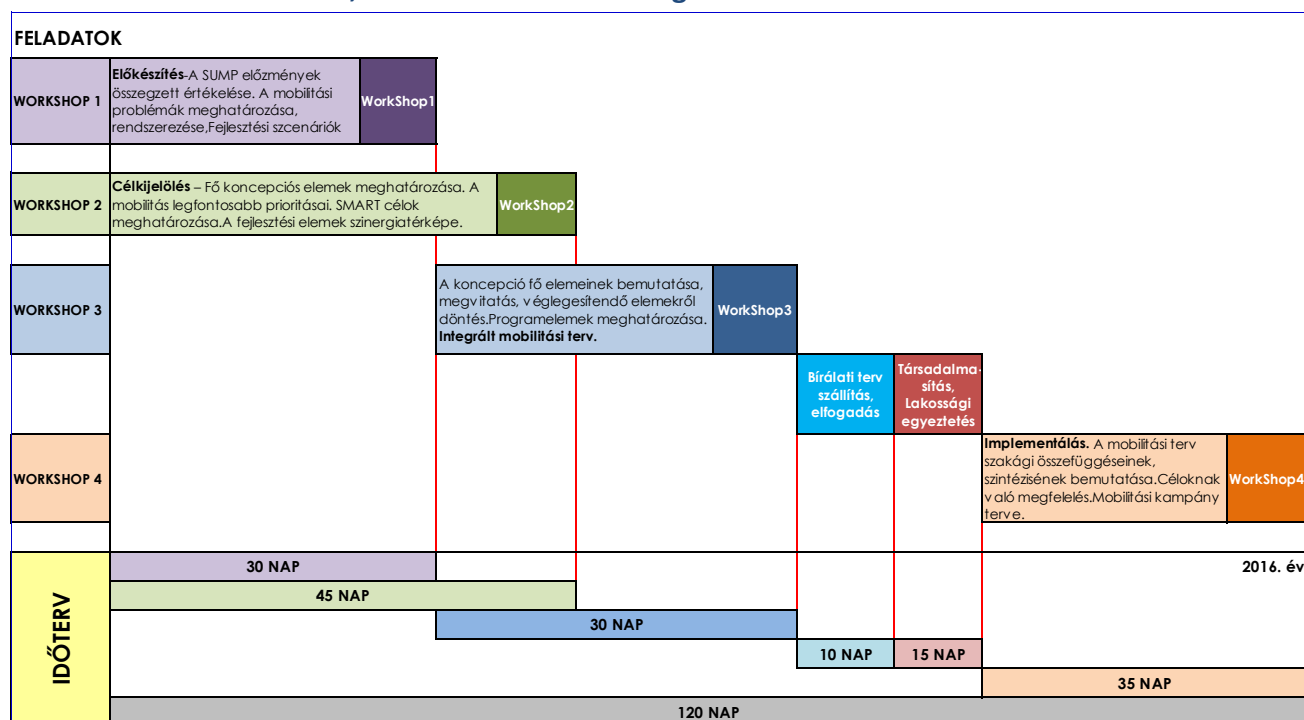 FELADATOK
WORKSHOP 1
Előkészítés-A SUMP előzmények
összegzett értékelése. A mobilitási
problémák meghatározása,
rendszerezése,Fejlesztési szcenáriók
WorkShop1
WORKSHOP 2
Célkijelölés – Fő koncepciós elemek meghatározása. A
mobilitás legfontosabb prioritásai. SMART célok
meghatározása.A fejlesztési elemek szinergiatérképe.
WorkShop2
WORKSHOP 3
A koncepció fő elemeinek bemutatása,
megvitatás, véglegesítendő elemekről
döntés.Programelemek meghatározása.
Integrált mobilitási terv.
WorkShop3
Bírálati terv
szállítás,
elfogadás
Társadalma-
sítás,
Lakossági
egyeztetés
WORKSHOP 4
Implementálás. A mobilitási terv
szakági összefüggéseinek,
szintézisének bemutatása.Céloknak
való megfelelés.Mobilitási kampány
terve.
WorkShop4
IDŐTERV
30 NAP
2016. év
45 NAP
30 NAP
10 NAP
15 NAP
35 NAP
120 NAP